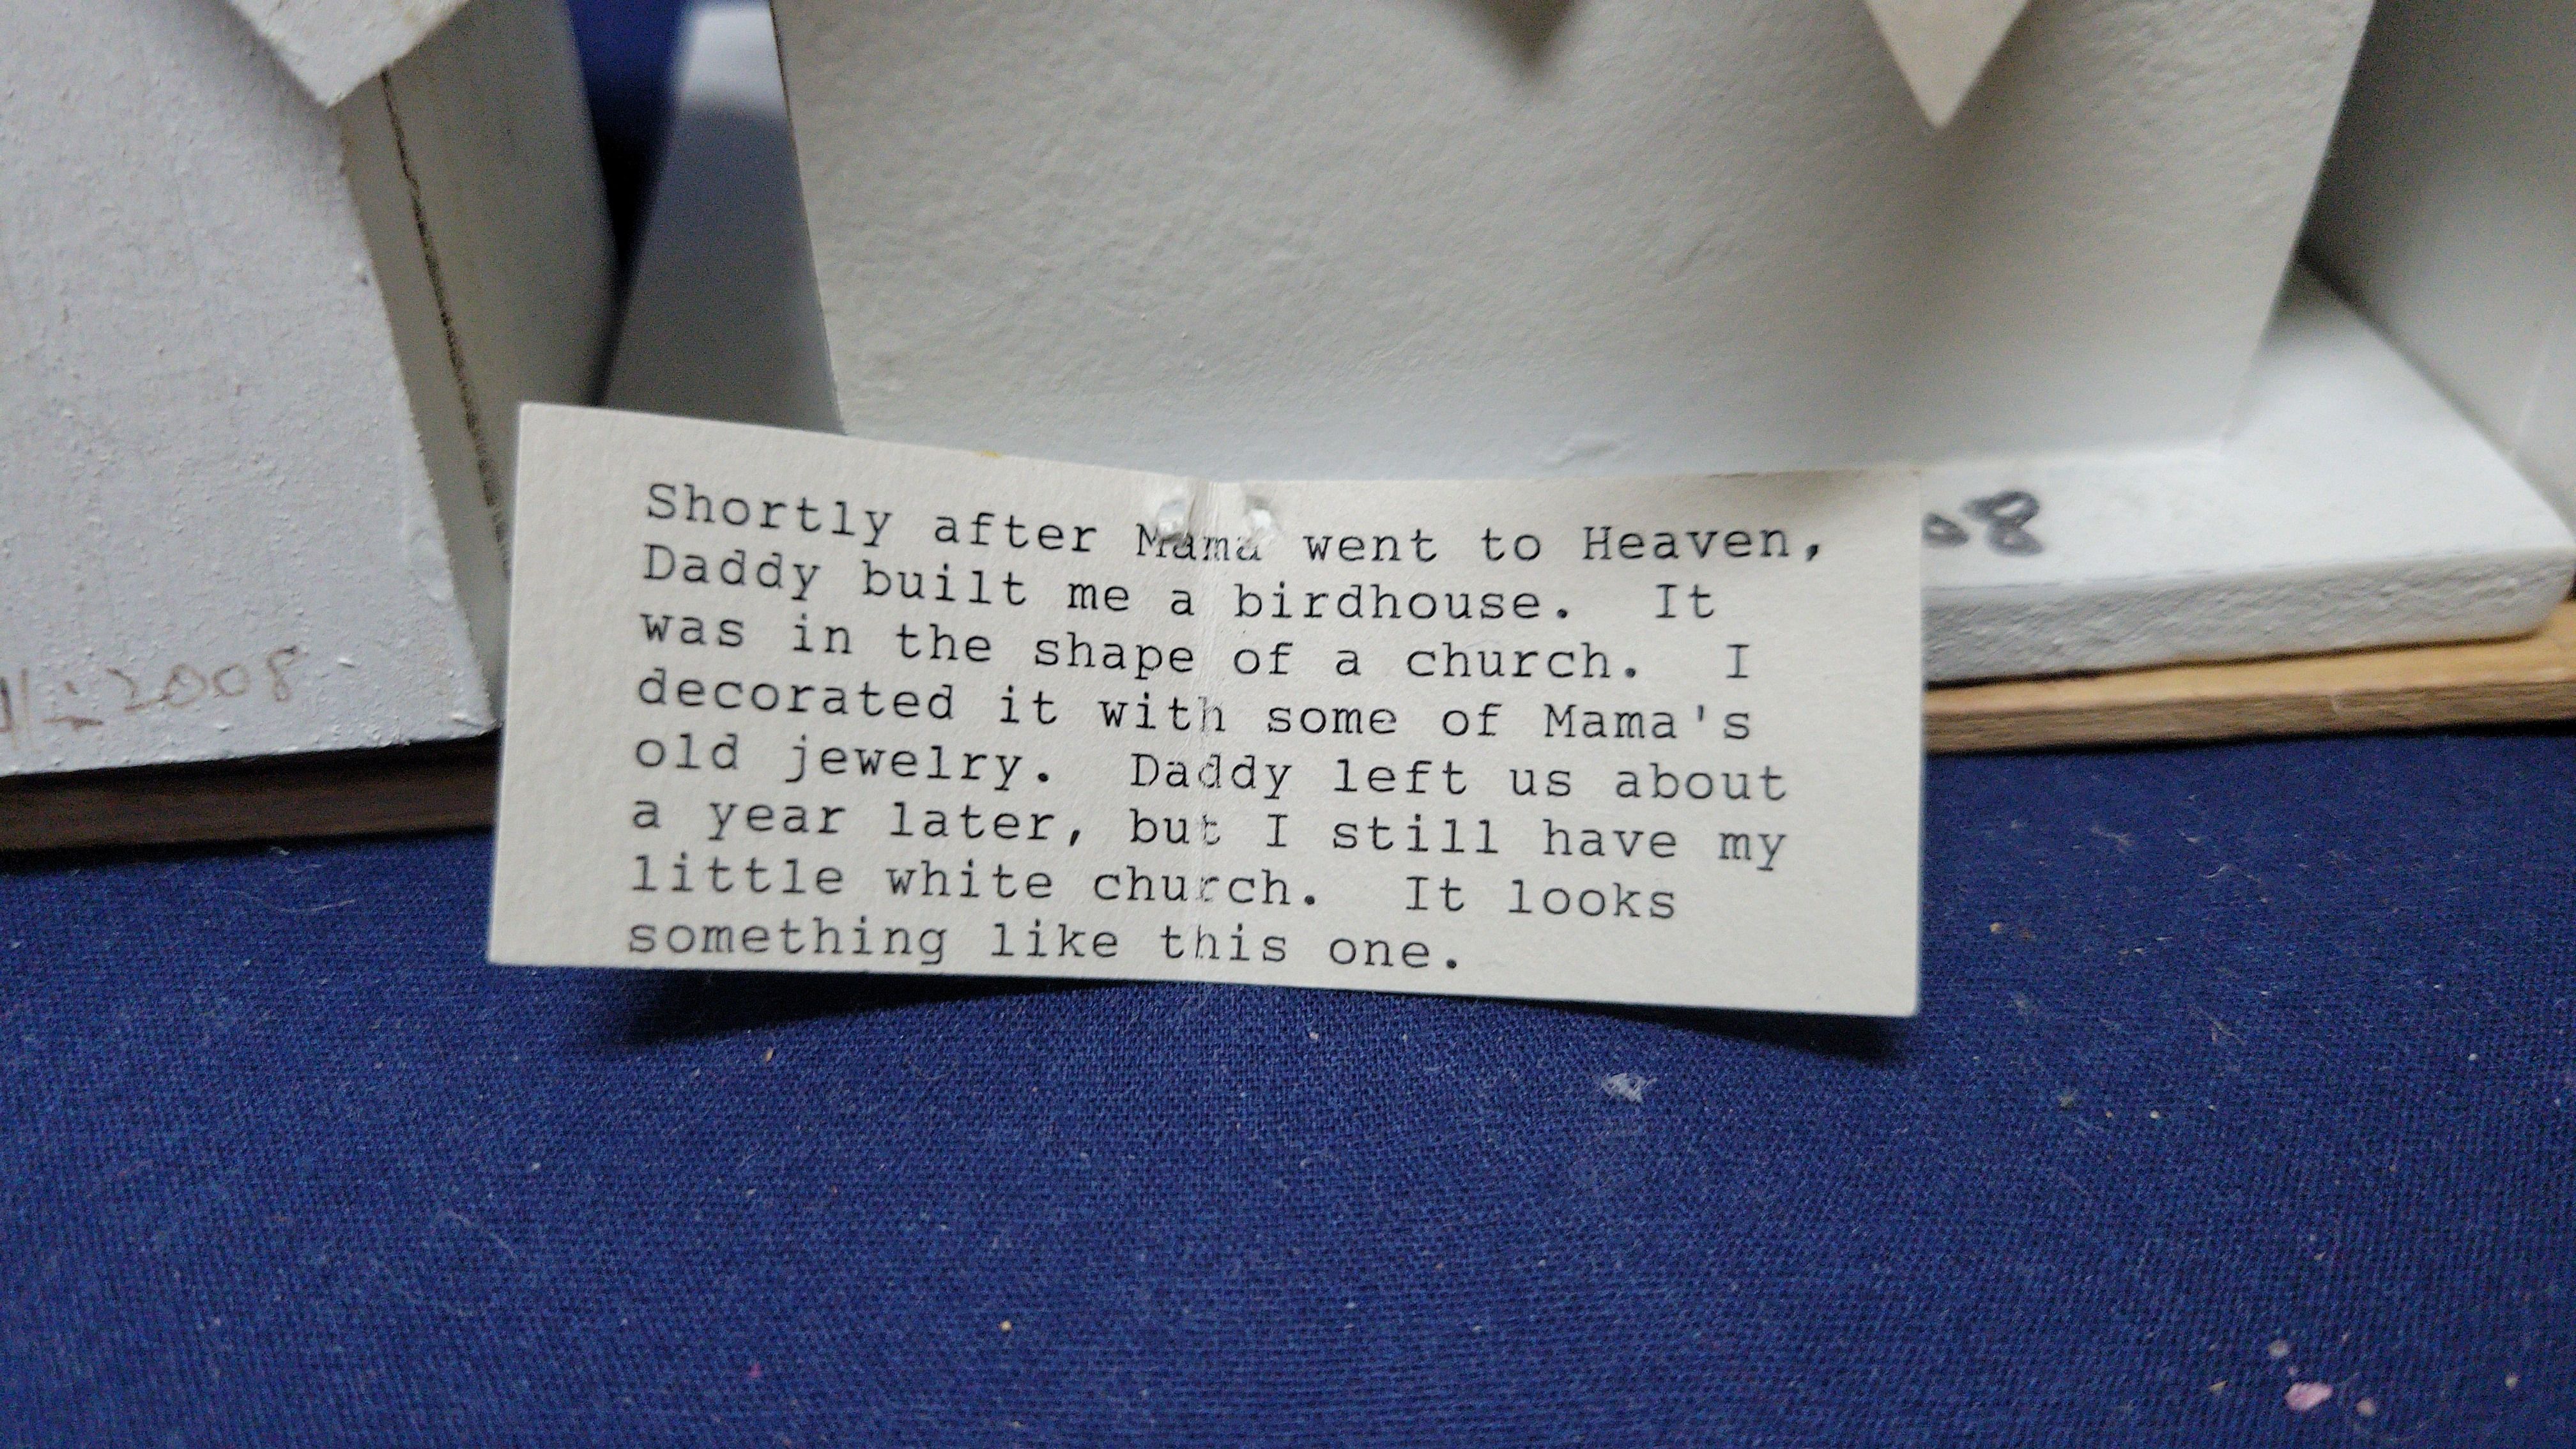 Shortly after Mama went to Heaven,
Daddy built me a birdhouse.  It
was in the shape of a church.  I
decorated it with some of Mama's
old jewelry.  Daddy left us about
a year later, but I still have my
little white church.  It looks
something like this one.
2008
08